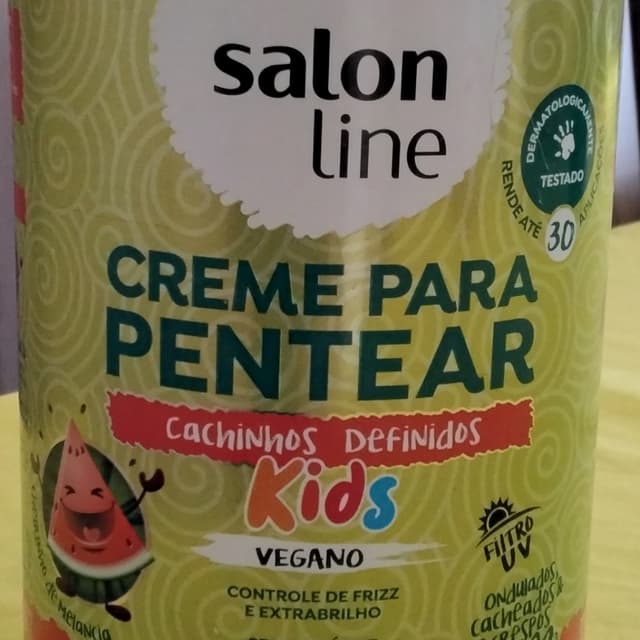 salon
line
DERMATOLOGICAMENTE
TESTADO
RENDE ATÉ
30
APLICAÇÕES
CREME PARA
PENTEAR
Cachinhos Definidos
Kids
VEGANO
CONTROLE DE FRIZZ
E EXTRABRILHO
FILTRO
UV
ONDULADOS
CACHEADOS
CRESPOS
de Melancia